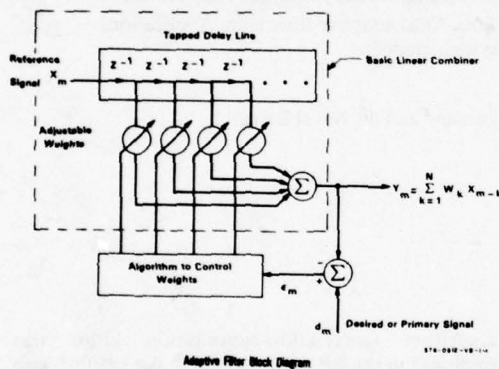 Tapped Delay Line
Reference
Signal X_m
Z⁻¹ Z⁻¹ Z⁻¹ Z⁻¹ . . .
Basic Linear Combiner
Adjustable
Weights
Σ
Y_m = Σ_{k=1}^{N} W_k X_{m-k}
Algorithm to Control
Weights
ϵ_m
−
+
Σ
d_m
Desired or Primary Signal
Adaptive Filter Block Diagram